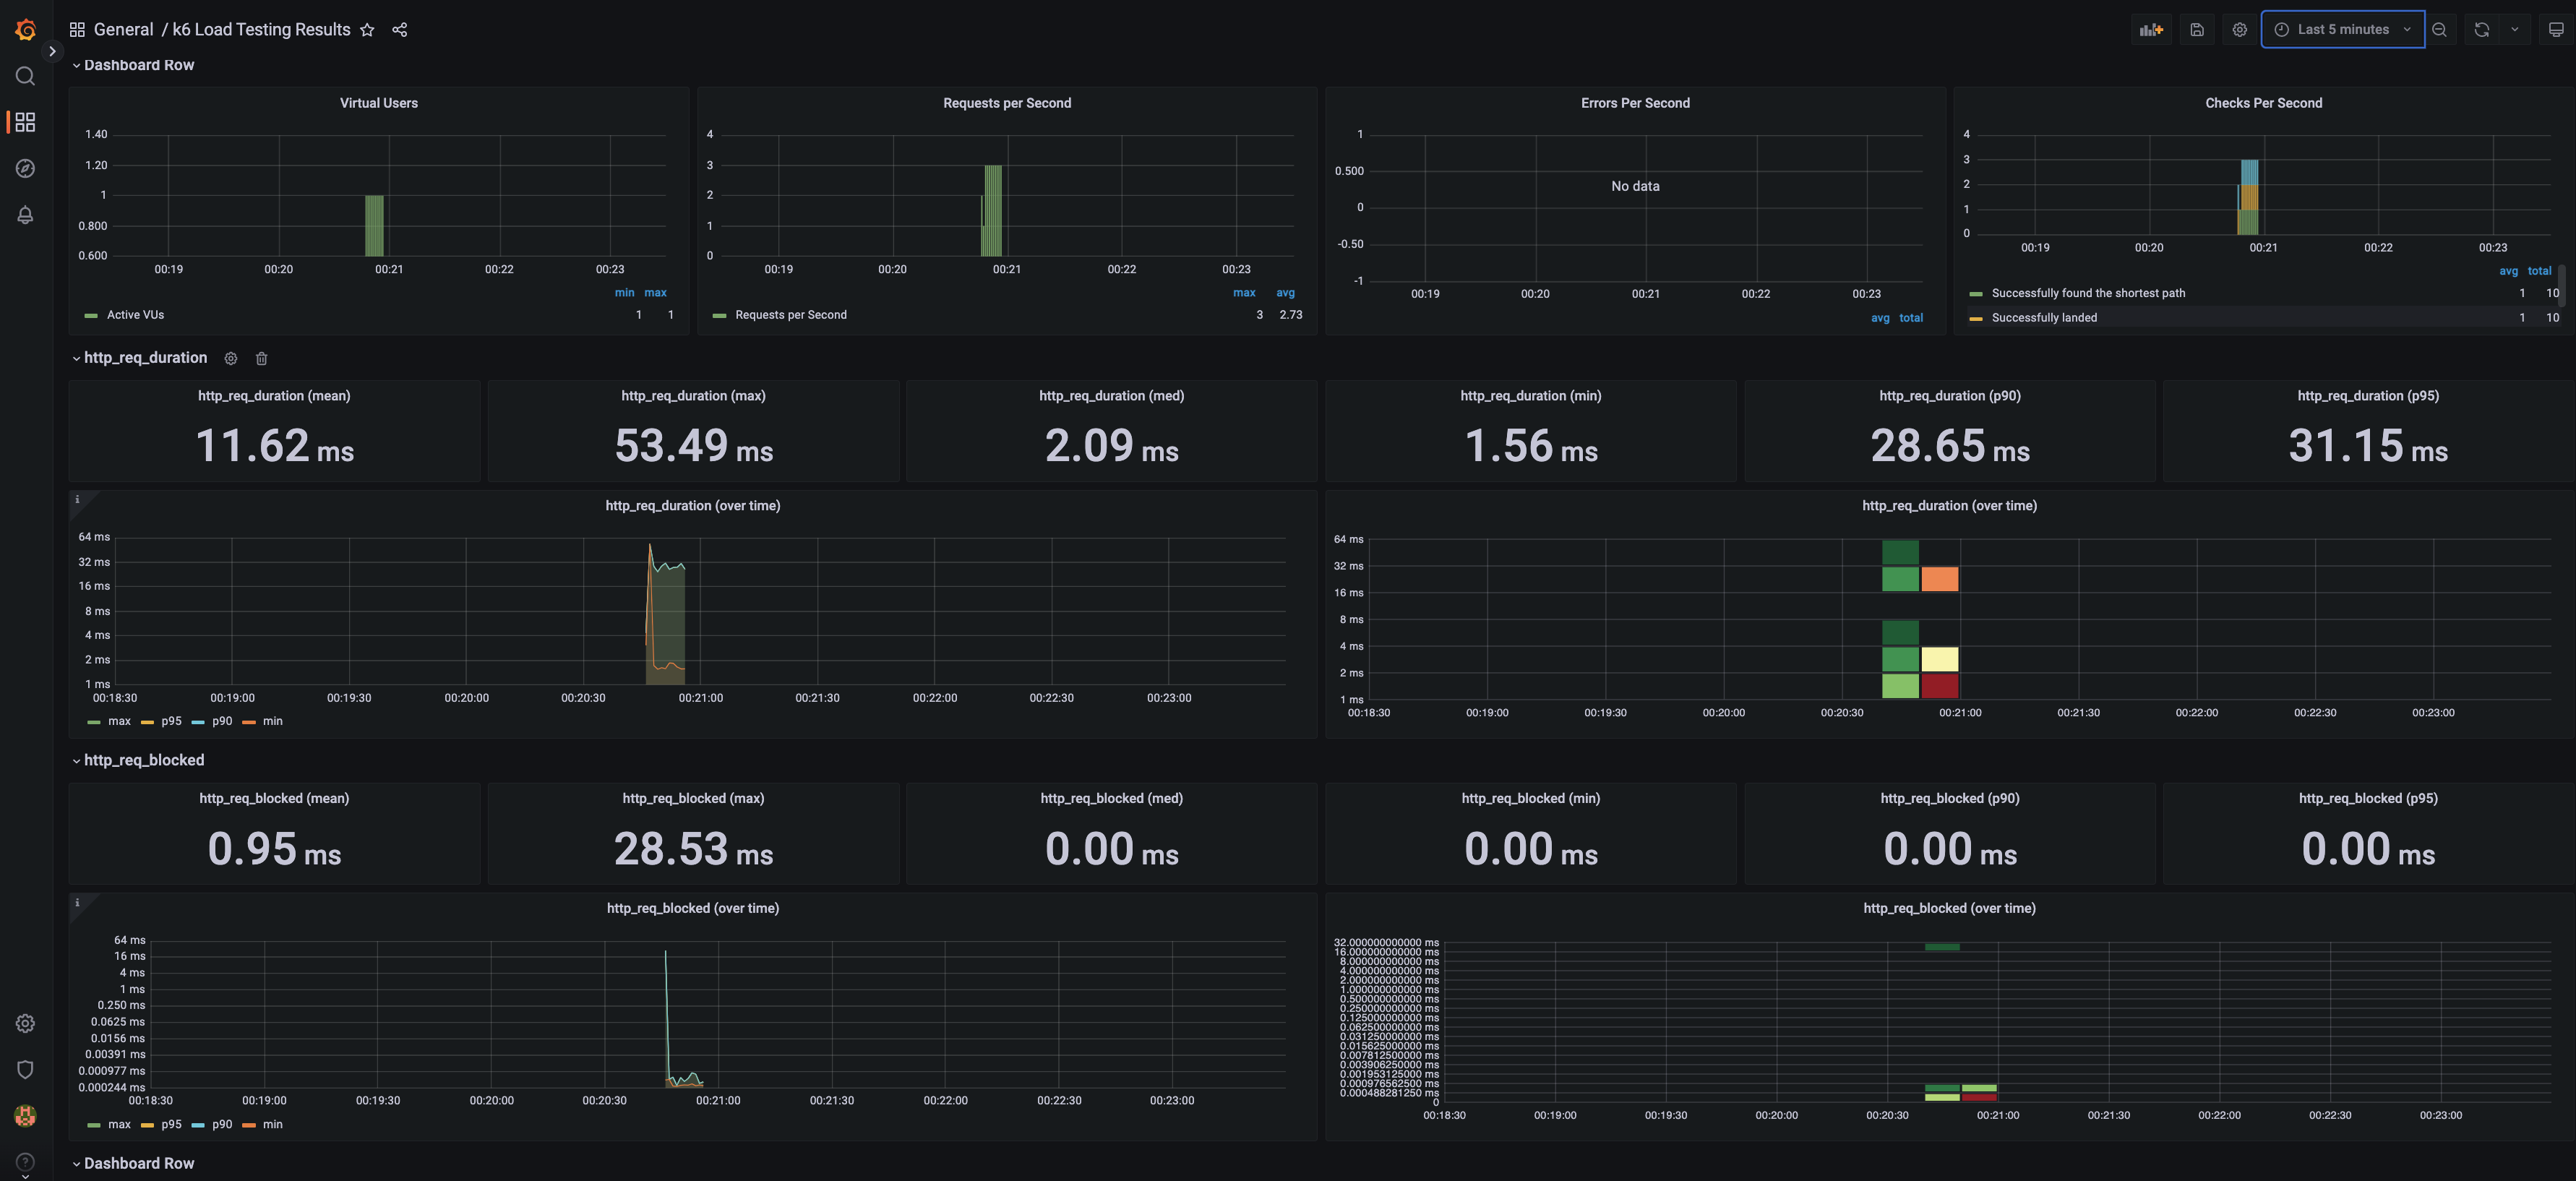 General / k6 Load Testing Results
Last 5 minutes
Dashboard Row
Virtual Users
1.40
1.20
1
0.800
0.600
00:19 00:20 00:21 00:22 00:23
min max
Active VUs 1 1
Requests per Second
4
3
2
1
0
00:19 00:20 00:21 00:22 00:23
max avg
Requests per Second 3 2.73
Errors Per Second
1
0.500
0
-0.50
-1
No data
00:19 00:20 00:21 00:22 00:23
avg total
Checks Per Second
4
3
2
1
0
00:19 00:20 00:21 00:22 00:23
avg total
Successfully found the shortest path 1 10
Successfully landed 1 10
http_req_duration
http_req_duration (mean)
11.62 ms
http_req_duration (max)
53.49 ms
http_req_duration (med)
2.09 ms
http_req_duration (min)
1.56 ms
http_req_duration (p90)
28.65 ms
http_req_duration (p95)
31.15 ms
i
http_req_duration (over time)
64 ms
32 ms
16 ms
8 ms
4 ms
2 ms
1 ms
00:18:30 00:19:00 00:19:30 00:20:00 00:20:30 00:21:00 00:21:30 00:22:00 00:22:30 00:23:00
max p95 p90 min
http_req_duration (over time)
64 ms
32 ms
16 ms
8 ms
4 ms
2 ms
1 ms
00:18:30 00:19:00 00:19:30 00:20:00 00:20:30 00:21:00 00:21:30 00:22:00 00:22:30 00:23:00
http_req_blocked
http_req_blocked (mean)
0.95 ms
http_req_blocked (max)
28.53 ms
http_req_blocked (med)
0.00 ms
http_req_blocked (min)
0.00 ms
http_req_blocked (p90)
0.00 ms
http_req_blocked (p95)
0.00 ms
i
http_req_blocked (over time)
64 ms
16 ms
4 ms
1 ms
0.250 ms
0.0625 ms
0.0156 ms
0.00391 ms
0.000977 ms
0.000244 ms
00:18:30 00:19:00 00:19:30 00:20:00 00:20:30 00:21:00 00:21:30 00:22:00 00:22:30 00:23:00
max p95 p90 min
http_req_blocked (over time)
32.000000000000 ms
16.000000000000 ms
8.000000000000 ms
4.000000000000 ms
2.000000000000 ms
1.000000000000 ms
0.500000000000 ms
0.250000000000 ms
0.125000000000 ms
0.062500000000 ms
0.031250000000 ms
0.015625000000 ms
0.007812500000 ms
0.003906250000 ms
0.001953125000 ms
0.000976562500 ms
0.000488281250 ms
0
00:18:30 00:19:00 00:19:30 00:20:00 00:20:30 00:21:00 00:21:30 00:22:00 00:22:30 00:23:00
Dashboard Row